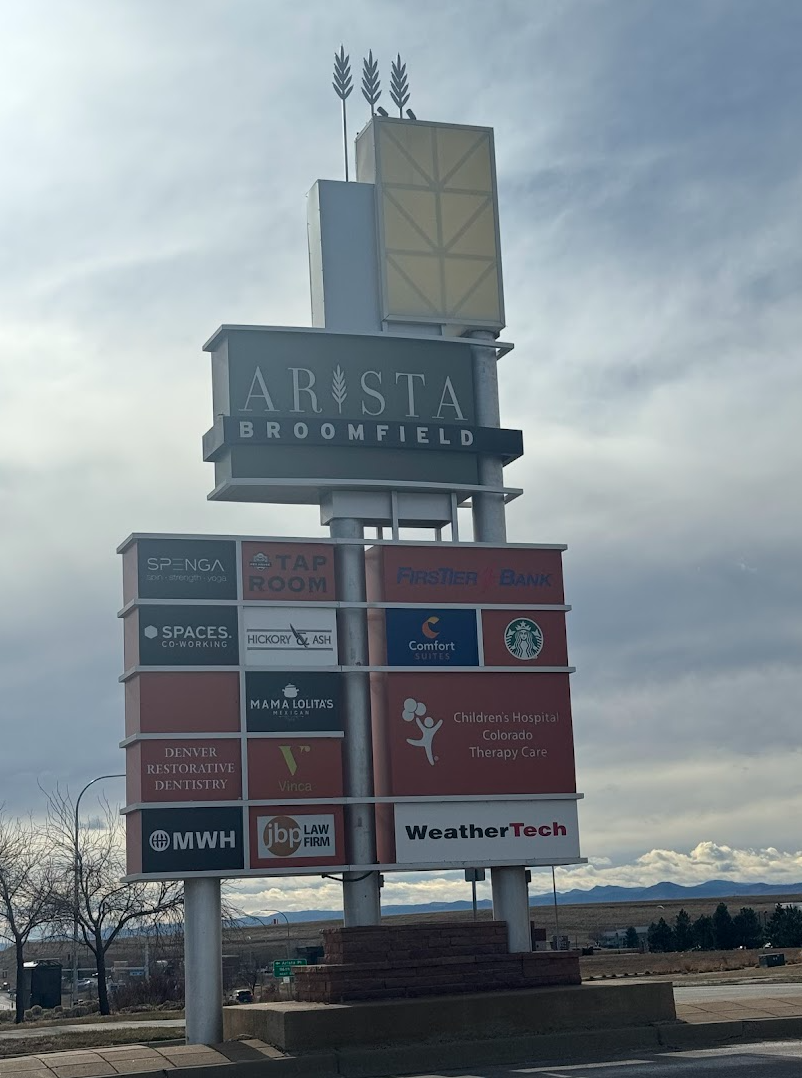 ARISTA
BROOMFIELD
SPENGA
spin · strength · yoga
TAP
ROOM
FIRSTIER BANK
SPACES.
CO-WORKING
HICKORY & ASH
Comfort
SUITES
MAMA LOLITA'S
MEXICAN
Children's Hospital
Colorado
Therapy Care
DENVER
RESTORATIVE
DENTISTRY
V
Vinca
MWH
jbp LAW
FIRM
WeatherTech